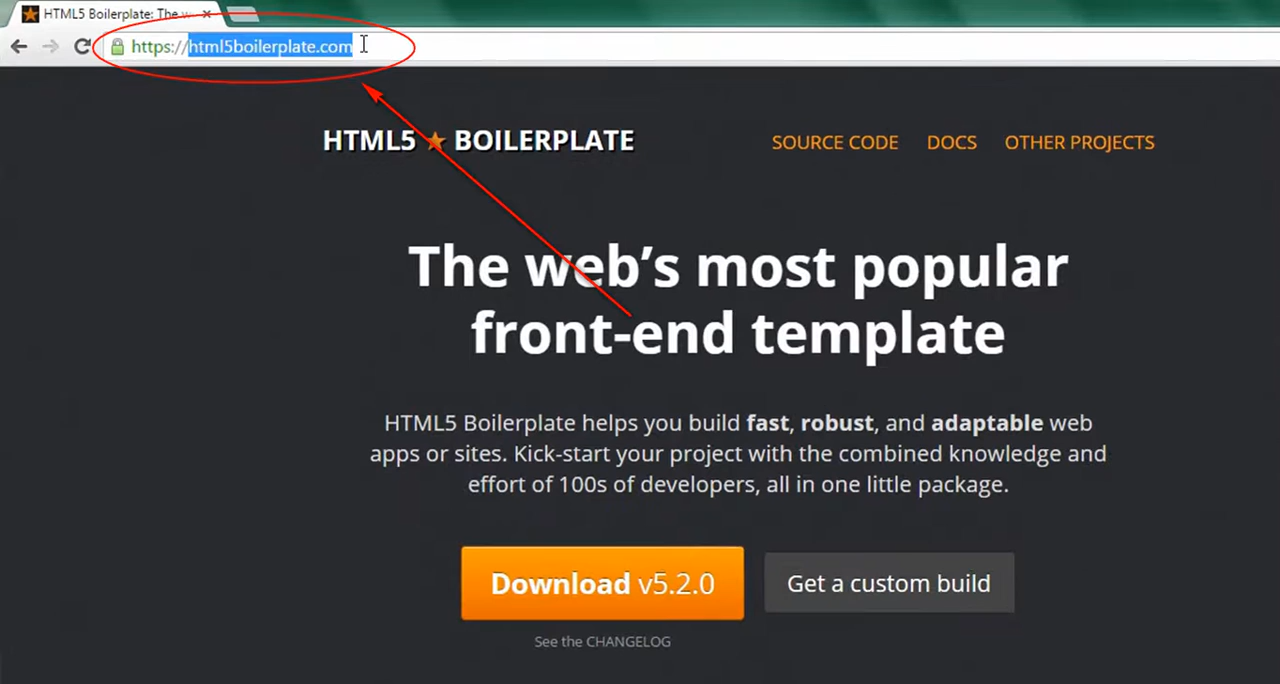 HTML5 Boilerplate: The w
https://html5boilerplate.com
HTML5 ★ BOILERPLATE
SOURCE CODE DOCS OTHER PROJECTS
The web’s most popular
front-end template
HTML5 Boilerplate helps you build fast, robust, and adaptable web
apps or sites. Kick-start your project with the combined knowledge and
effort of 100s of developers, all in one little package.
Download v5.2.0
Get a custom build
See the CHANGELOG